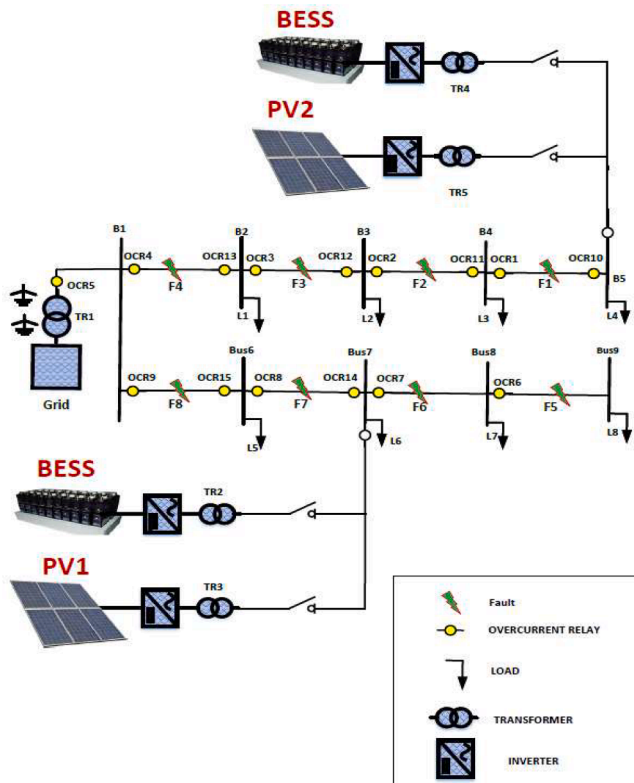 BESS
TR4
PV2
TR5
B1
B2
B3
B4
OCR4
OCR13
OCR3
OCR12
OCR2
OCR11
OCR1
OCR10
B5
OCR5
F4
F3
F2
F1
TR1
L1
L2
L3
L4
Grid
OCR9
OCR15
Bus6
OCR8
OCR14
Bus7
OCR7
Bus8
OCR6
Bus9
F8
F7
F6
F5
L5
L6
L7
L8
BESS
TR2
PV1
TR3
Fault
OVERCURRENT RELAY
LOAD
TRANSFORMER
INVERTER